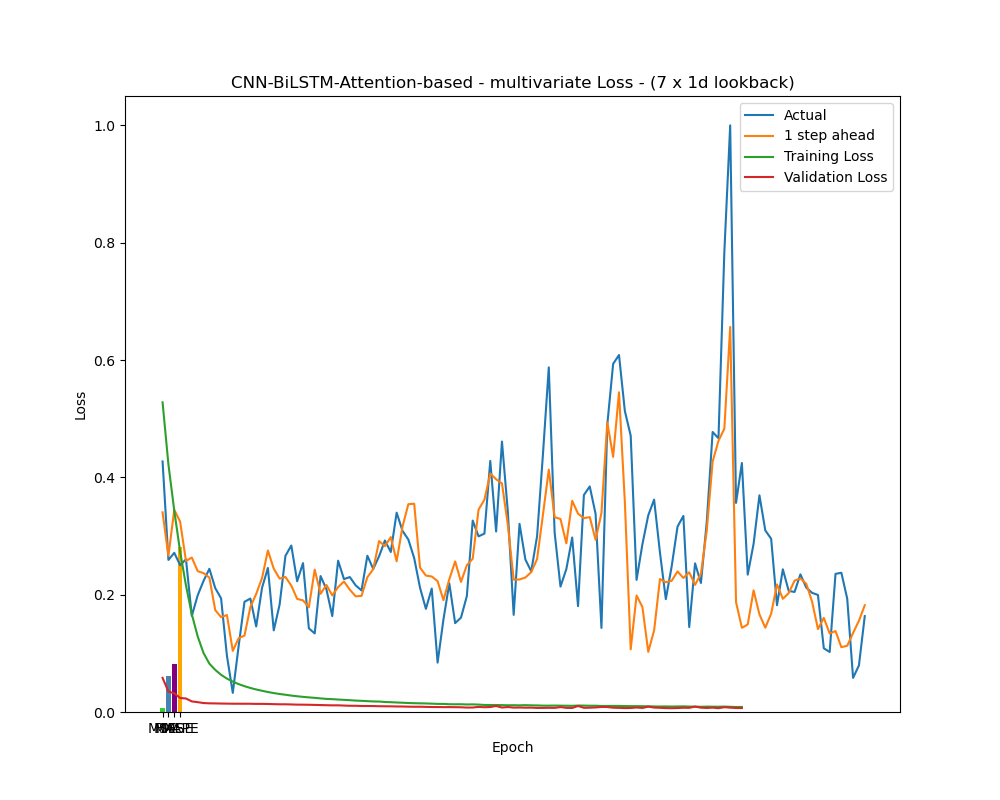 CNN-BiLSTM-Attention-based - multivariate Loss - (7 x 1d lookback)
Actual
1 step ahead
Training Loss
Validation Loss
1.0
0.8
0.6
0.4
0.2
0.0
Loss
Epoch